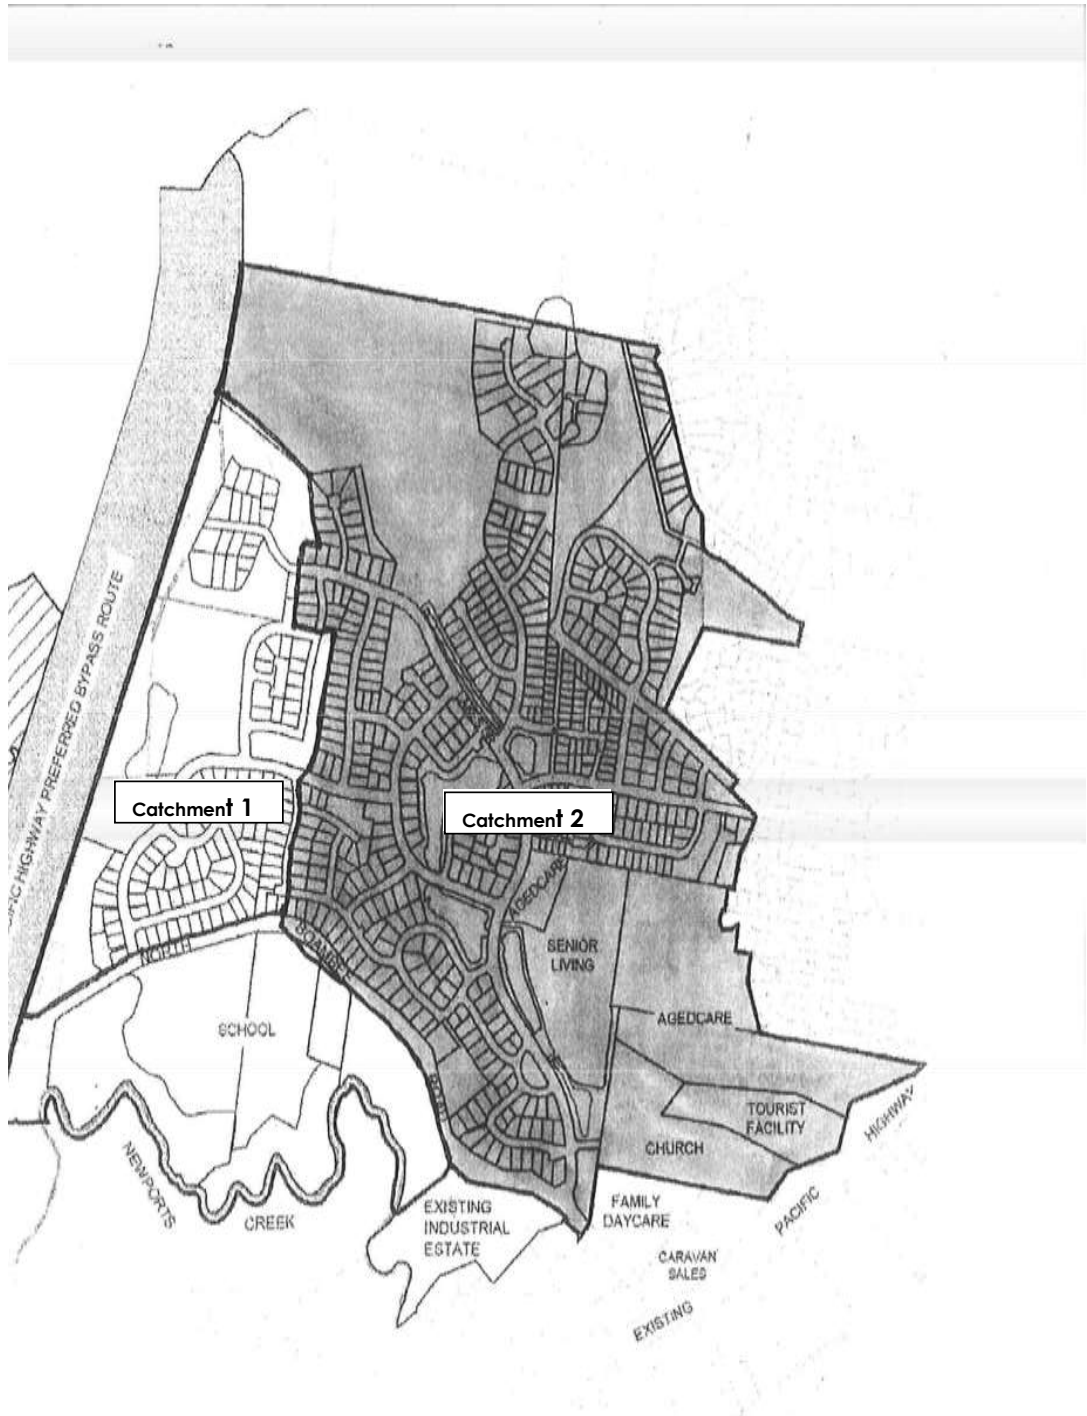 PACIFIC HIGHWAY PREFERRED BYPASS ROUTE
Catchment 1
Catchment 2
AGEDCARE
SENIOR
LIVING
NORTH
BOAMBEE
ROAD
SCHOOL
AGEDCARE
TOURIST
FACILITY
CHURCH
HIGHWAY
PACIFIC
NEWPORTS
CREEK
EXISTING
INDUSTRIAL
ESTATE
FAMILY
DAYCARE
CARAVAN
SALES
EXISTING